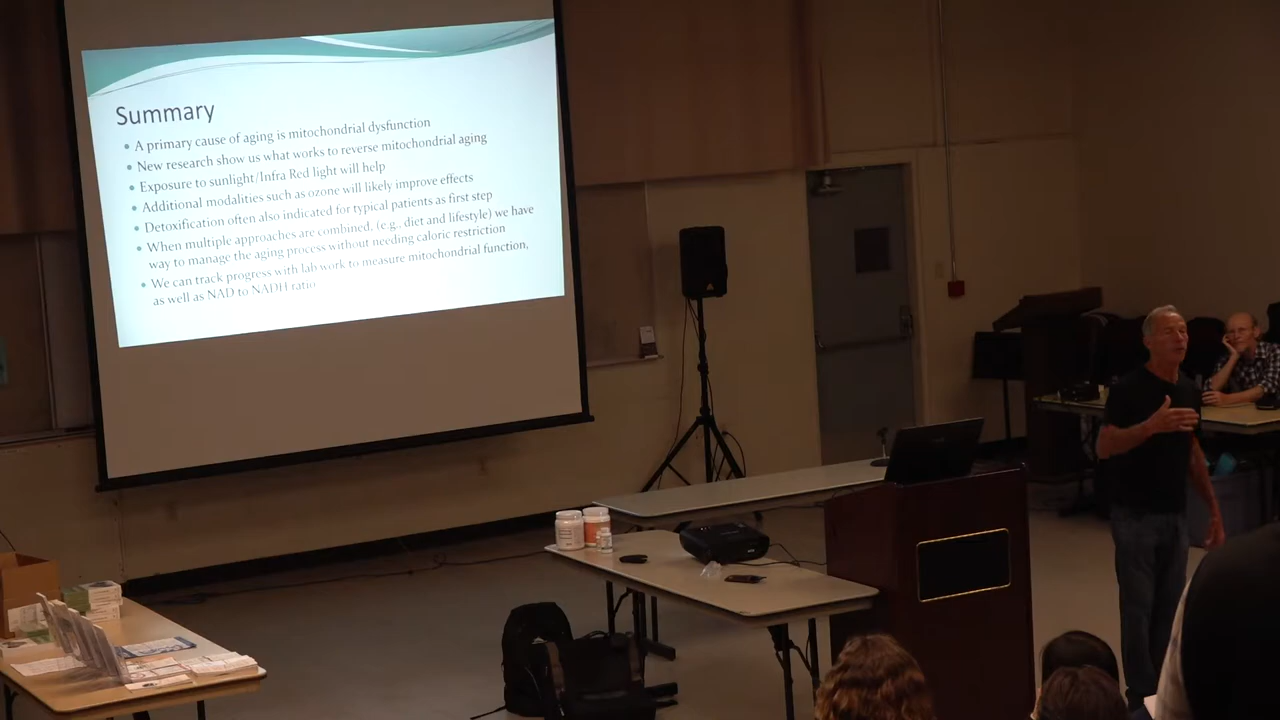 Summary
• A primary cause of aging is mitochondrial dysfunction
• New research show us what works to reverse mitochondrial aging
• Exposure to sunlight/Infra Red light will help
• Additional modalities such as ozone will likely improve effects
• Detoxification often also indicated for typical patients as first step
• When multiple approaches are combined, (e.g., diet and lifestyle) we have
way to manage the aging process without needing caloric restriction
• We can track progress with lab work to measure mitochondrial function,
as well as NAD to NADH ratio